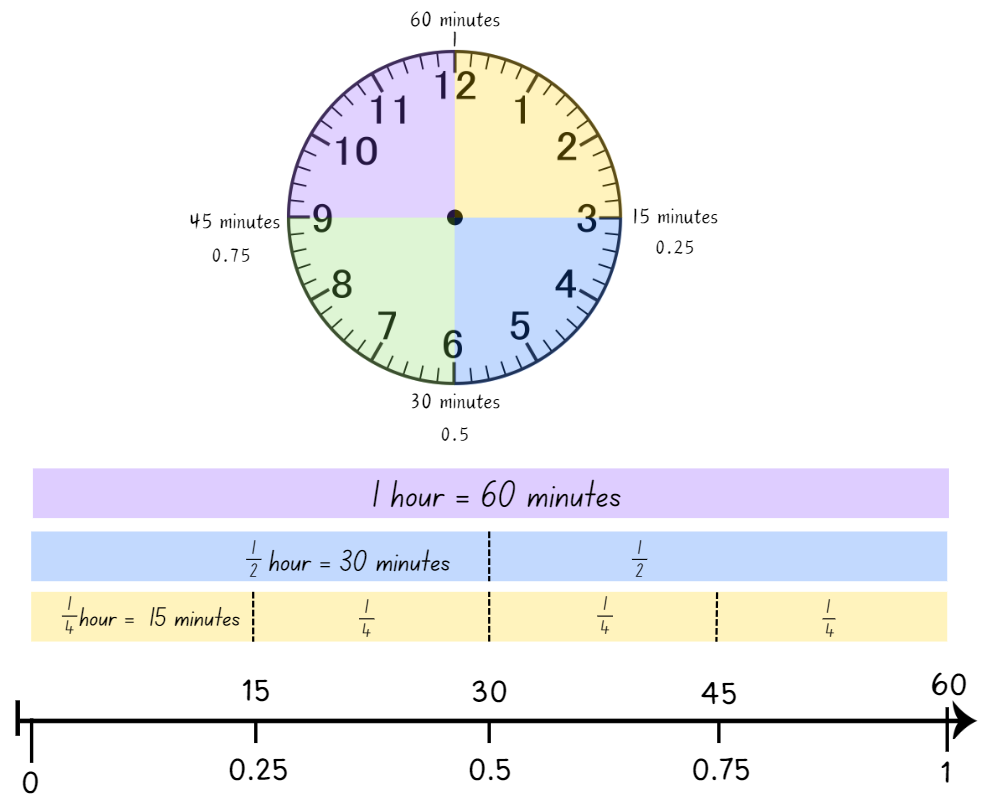 60 minutes
12
11 1
10 2
45 minutes 9 3 15 minutes
0.75 0.25
8 4
7 5
6
30 minutes
0.5
1 hour = 60 minutes
1/2 hour = 30 minutes 1/2
1/4 hour = 15 minutes 1/4 1/4 1/4
15 30 45 60
0 0.25 0.5 0.75 1